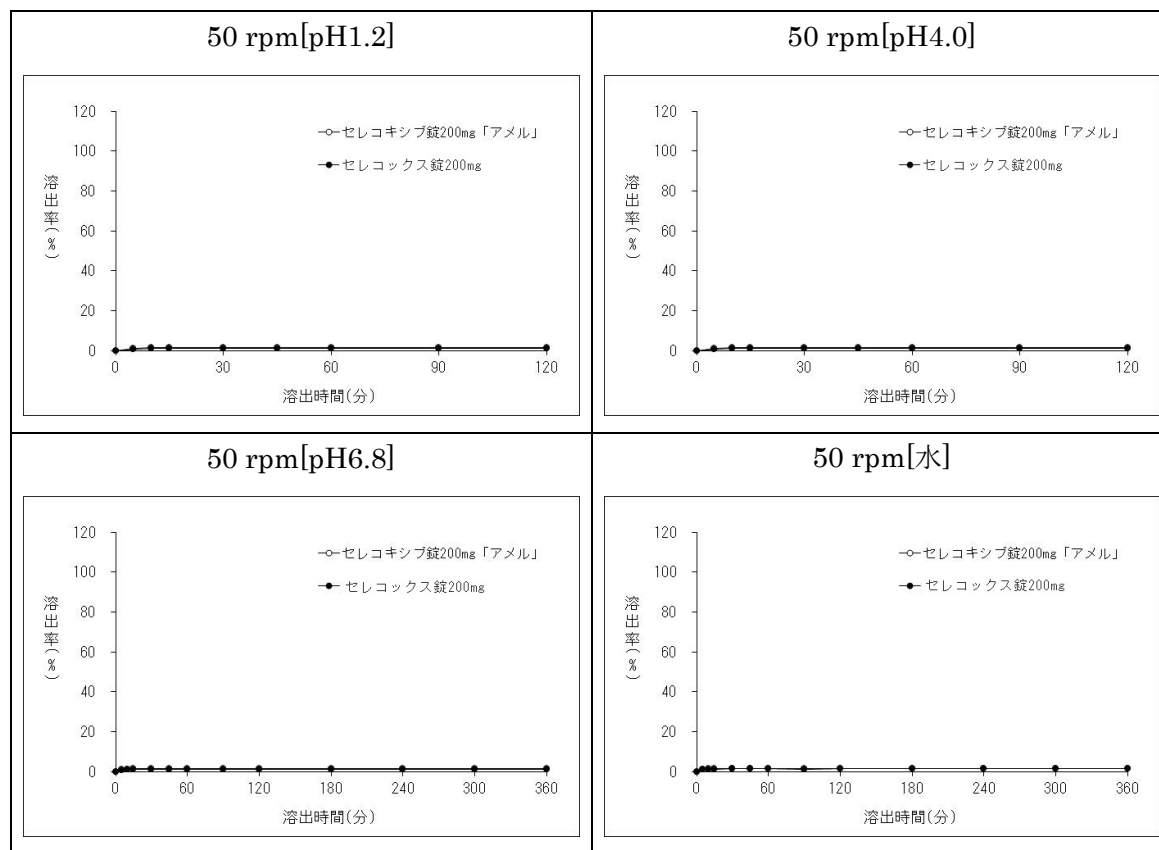 50 rpm[pH1.2]
120
100
80
60
40
20
0
溶出率(%)
セレコキシブ錠200mg「アメル」
セレコックス錠200mg
0 30 60 90 120
溶出時間(分)
50 rpm[pH4.0]
120
100
80
60
40
20
0
溶出率(%)
セレコキシブ錠200mg「アメル」
セレコックス錠200mg
0 30 60 90 120
溶出時間(分)
50 rpm[pH6.8]
120
100
80
60
40
20
0
溶出率(%)
セレコキシブ錠200mg「アメル」
セレコックス錠200mg
0 60 120 180 240 300 360
溶出時間(分)
50 rpm[水]
120
100
80
60
40
20
0
溶出率(%)
セレコキシブ錠200mg「アメル」
セレコックス錠200mg
0 60 120 180 240 300 360
溶出時間(分)